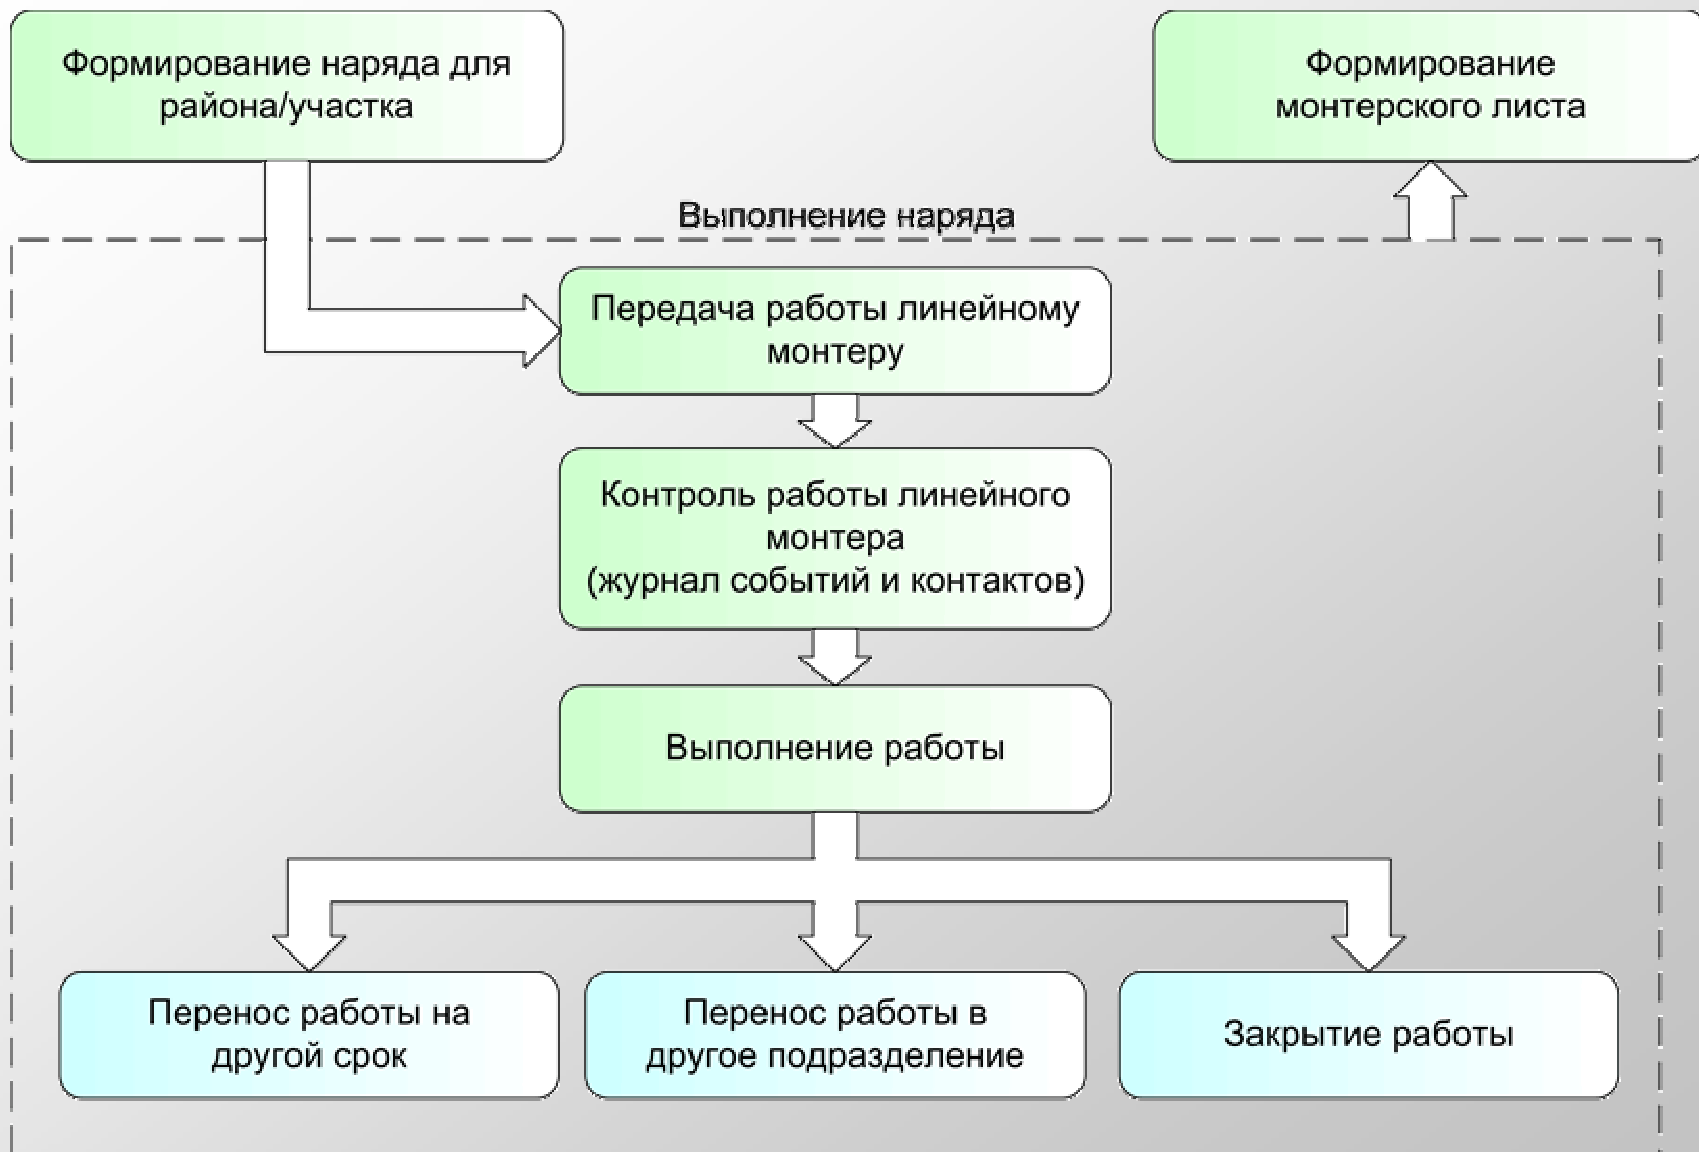 Формирование наряда для
района/участка
Формирование
монтерского листа
Выполнение наряда
Передача работы линейному
монтеру
Контроль работы линейного
монтера
(журнал событий и контактов)
Выполнение работы
Перенос работы на
другой срок
Перенос работы в
другое подразделение
Закрытие работы